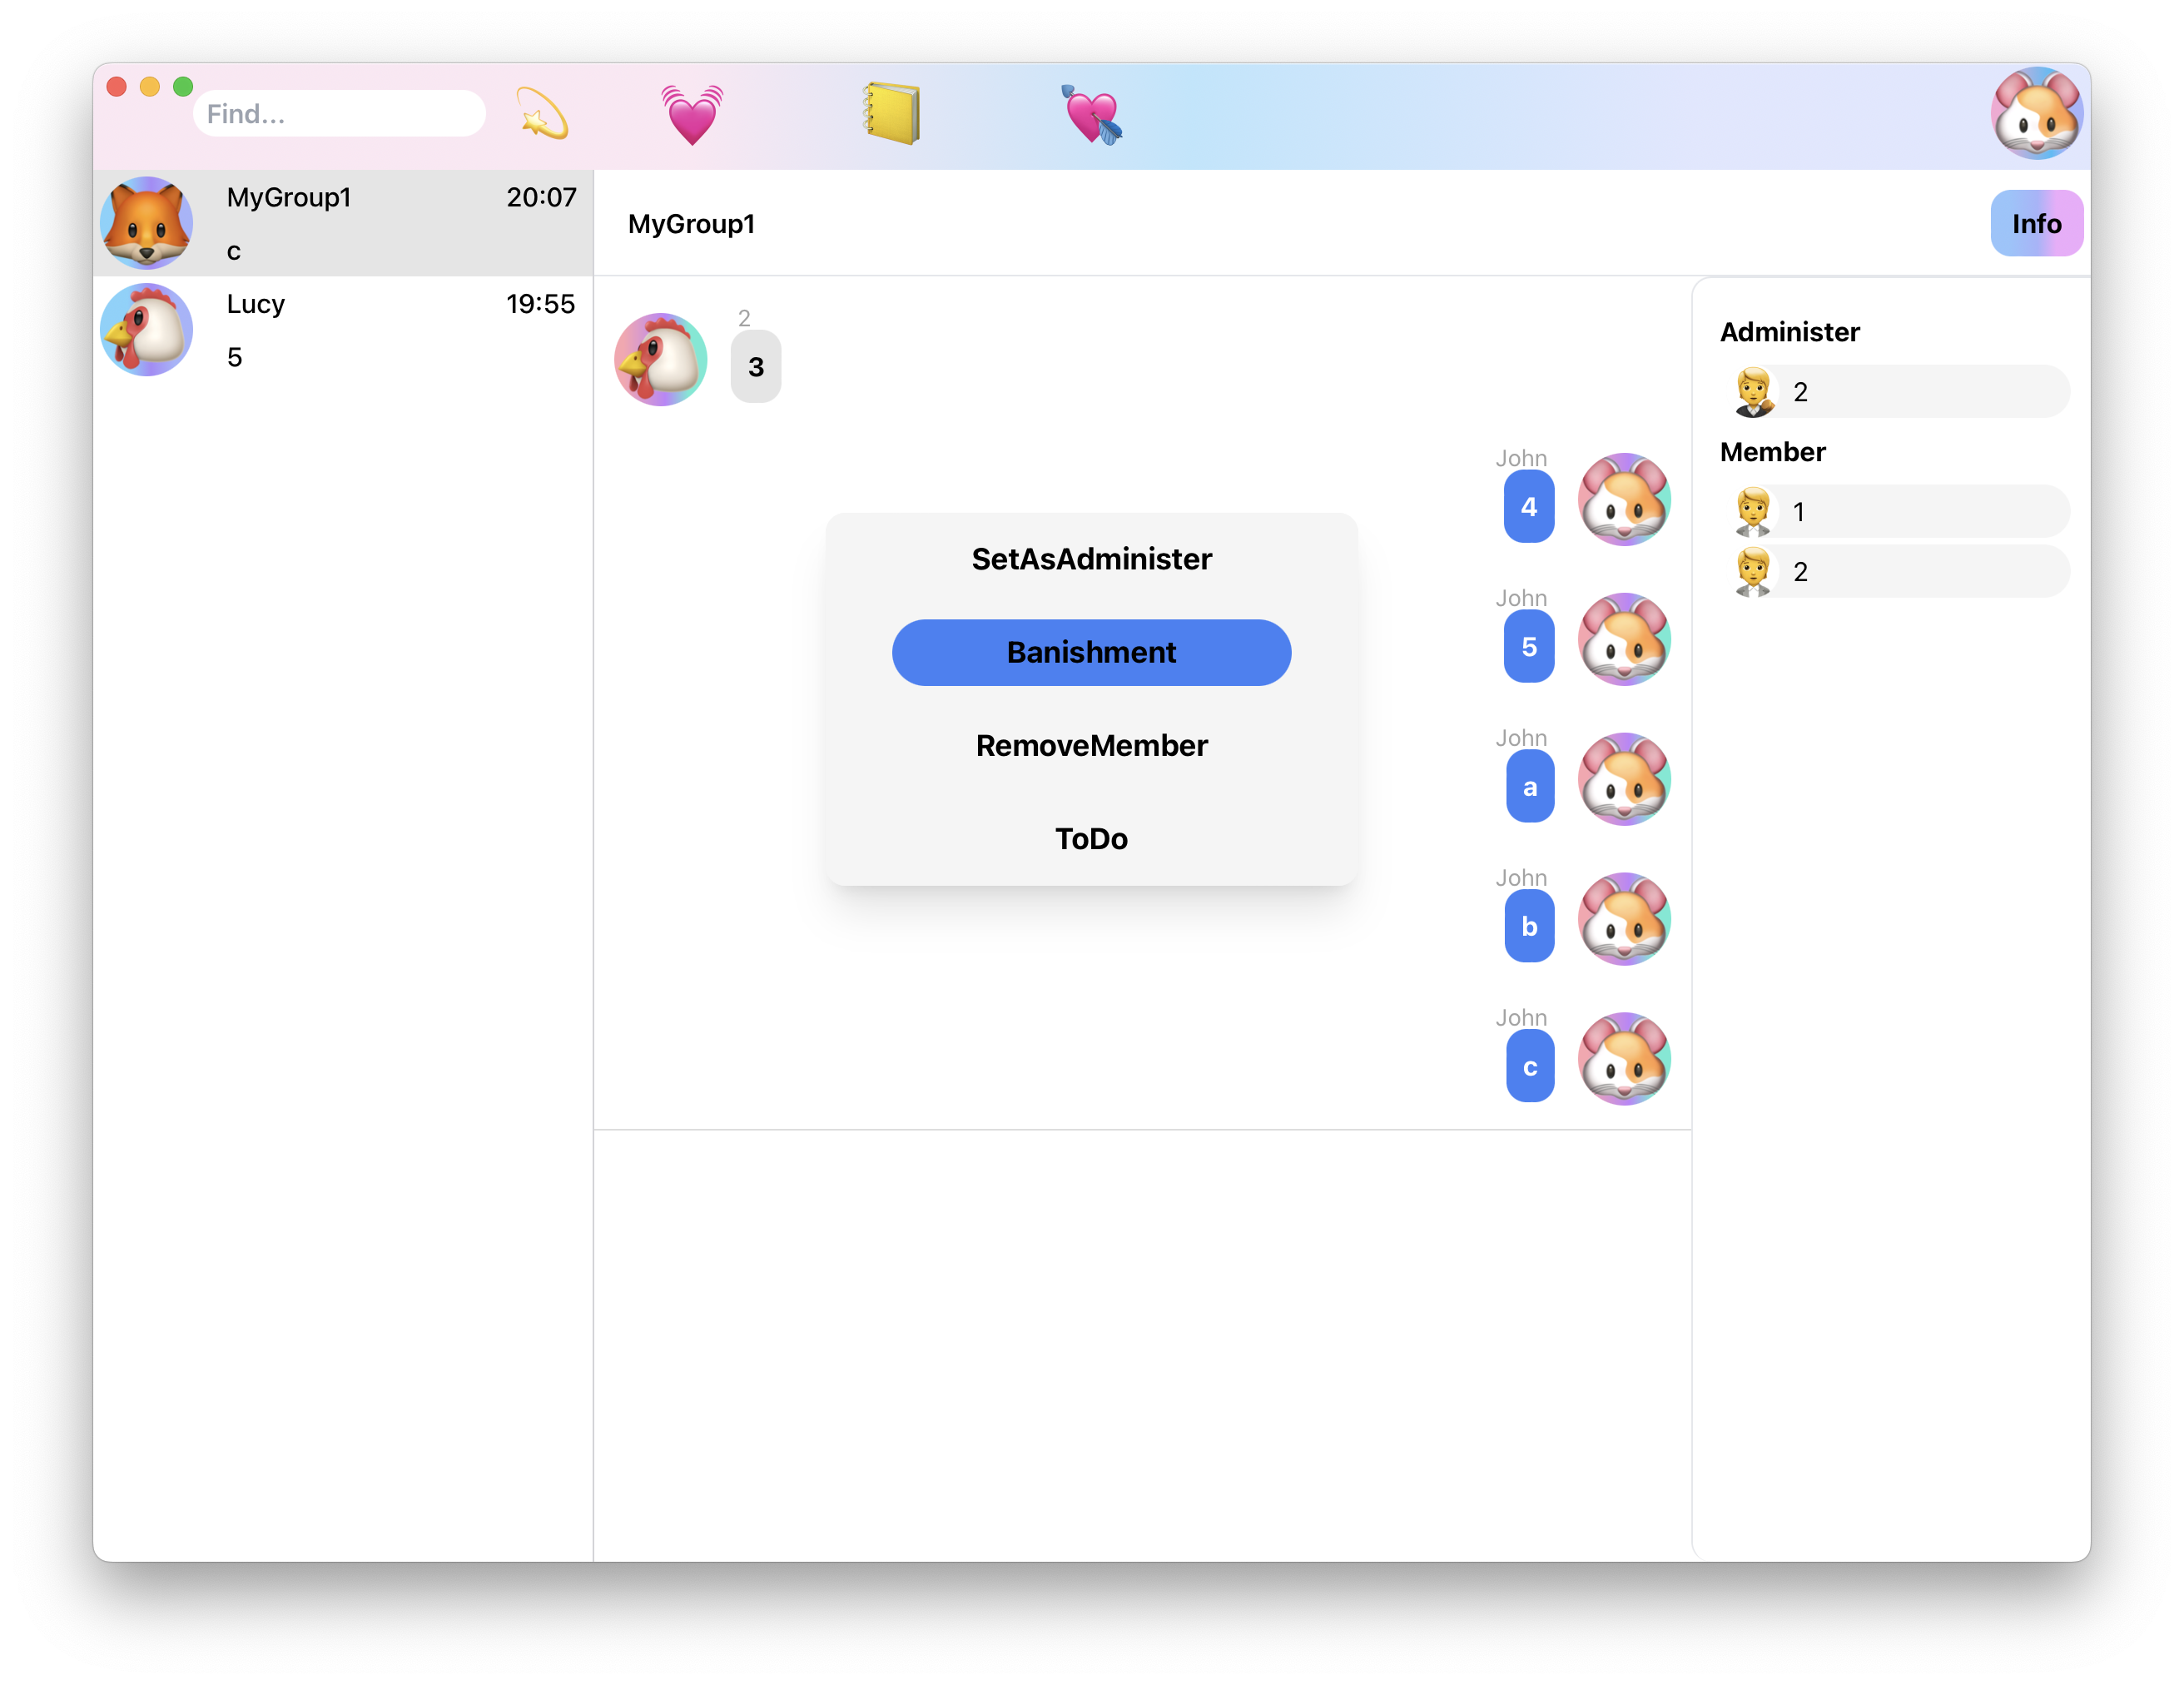 Find...
MyGroup1 20:07
c
Lucy 19:55
5
MyGroup1
Info
2
3
John
4
John
5
John
a
John
b
John
c
SetAsAdminister
Banishment
RemoveMember
ToDo
Administer
2
Member
1
2